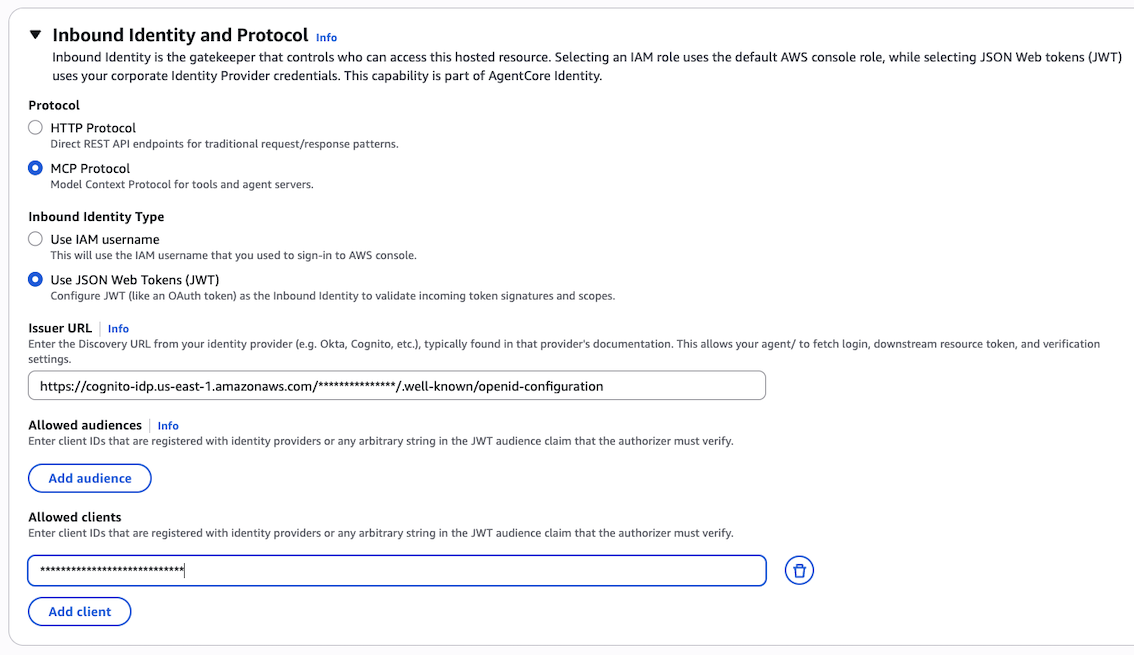 Inbound Identity and Protocol Info
Inbound Identity is the gatekeeper that controls who can access this hosted resource. Selecting an IAM role uses the default AWS console role, while selecting JSON Web tokens (JWT)
uses your corporate Identity Provider credentials. This capability is part of AgentCore Identity.
Protocol
HTTP Protocol
Direct REST API endpoints for traditional request/response patterns.
MCP Protocol
Model Context Protocol for tools and agent servers.
Inbound Identity Type
Use IAM username
This will use the IAM username that you used to sign-in to AWS console.
Use JSON Web Tokens (JWT)
Configure JWT (like an OAuth token) as the Inbound Identity to validate incoming token signatures and scopes.
Issuer URL Info
Enter the Discovery URL from your identity provider (e.g. Okta, Cognito, etc.), typically found in that provider's documentation. This allows your agent/ to fetch login, downstream resource token, and verification
settings.
https://cognito-idp.us-east-1.amazonaws.com/***************/.well-known/openid-configuration
Allowed audiences Info
Enter client IDs that are registered with identity providers or any arbitrary string in the JWT audience claim that the authorizer must verify.
Add audience
Allowed clients
Enter client IDs that are registered with identity providers or any arbitrary string in the JWT audience claim that the authorizer must verify.
****************************
Add client